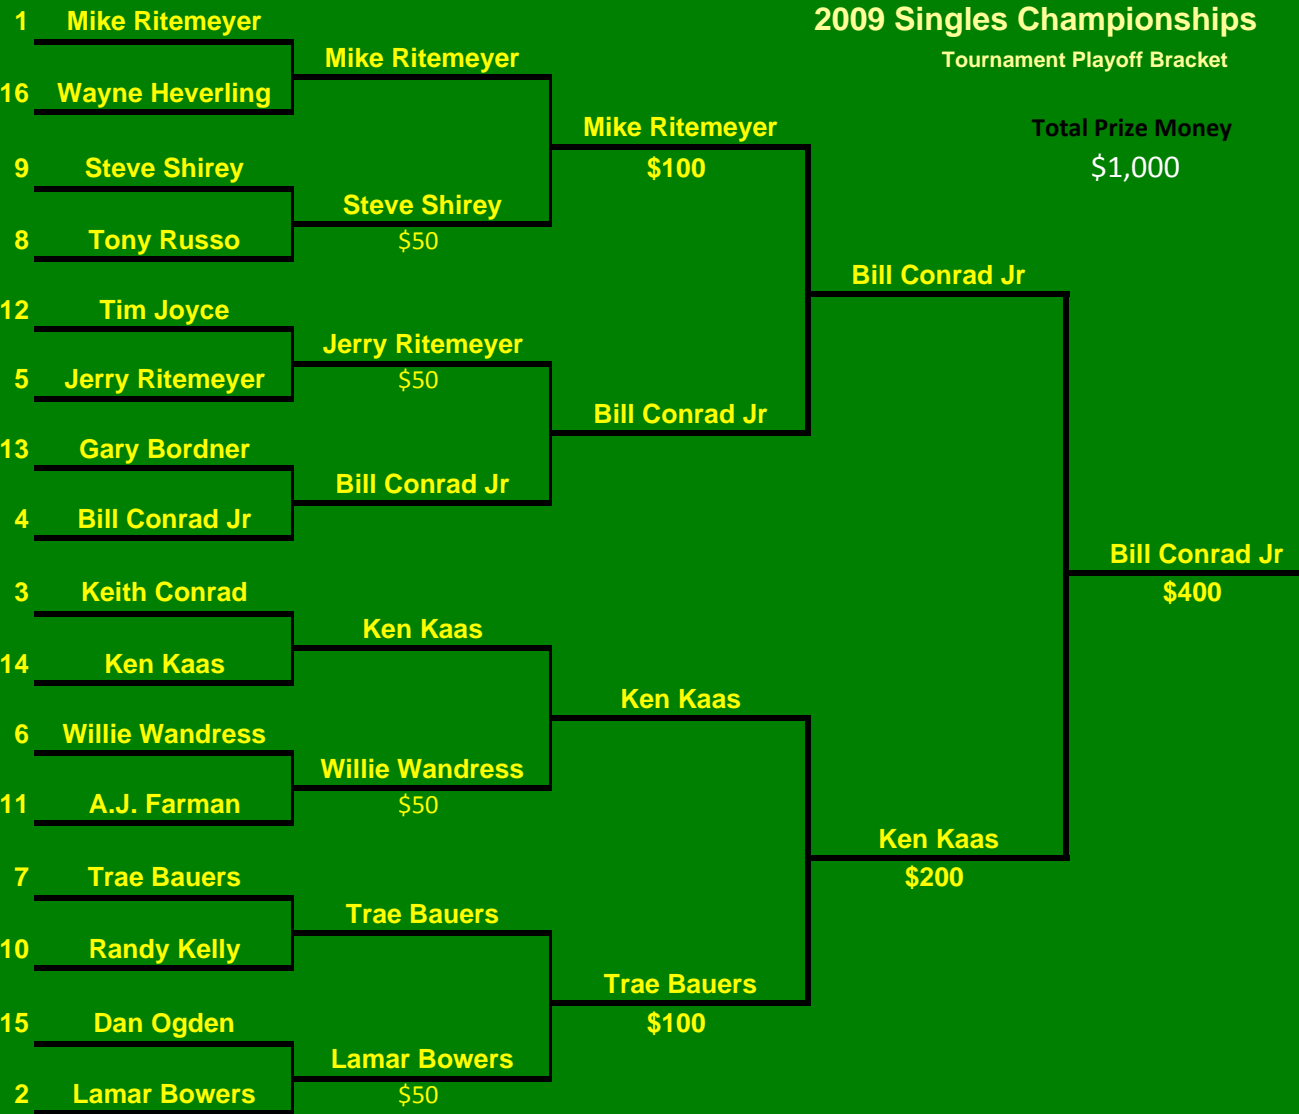 2009 Singles Championships
Tournament Playoff Bracket
Total Prize Money
$1,000
1 Mike Ritemeyer
16 Wayne Heverling
9 Steve Shirey
8 Tony Russo
12 Tim Joyce
5 Jerry Ritemeyer
13 Gary Bordner
4 Bill Conrad Jr
3 Keith Conrad
14 Ken Kaas
6 Willie Wandress
11 A.J. Farman
7 Trae Bauers
10 Randy Kelly
15 Dan Ogden
2 Lamar Bowers
Mike Ritemeyer
Steve Shirey
$50
Jerry Ritemeyer
$50
Bill Conrad Jr
Ken Kaas
Willie Wandress
$50
Trae Bauers
Lamar Bowers
$50
Mike Ritemeyer
$100
Bill Conrad Jr
Ken Kaas
Trae Bauers
$100
Bill Conrad Jr
Ken Kaas
$200
Bill Conrad Jr
$400